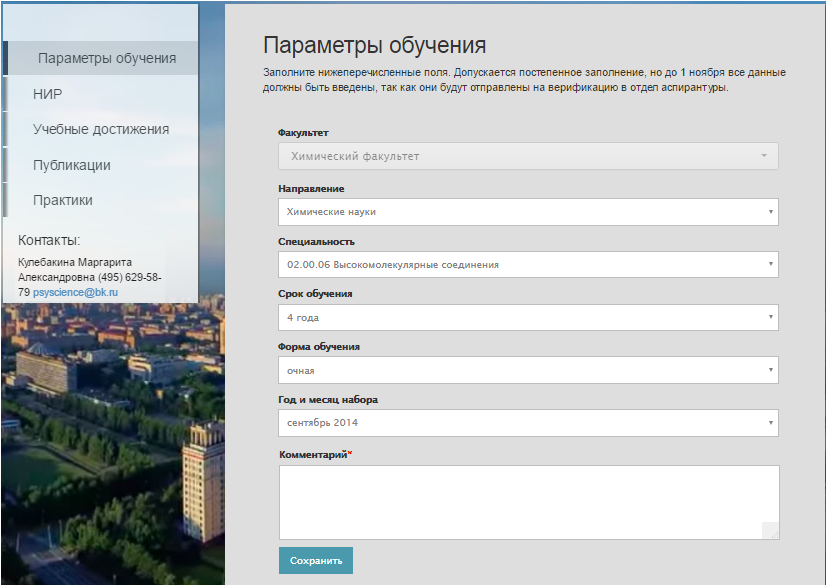 Параметры обучения
НИР
Учебные достижения
Публикации
Практики
Контакты:
Кулебакина Маргарита
Александровна (495) 629-58-
79 psyscience@bk.ru
Параметры обучения
Заполните нижеперечисленные поля. Допускается постепенное заполнение, но до 1 ноября все данные
должны быть введены, так как они будут отправлены на верификацию в отдел аспирантуры.
Факультет
Химический факультет
Направление
Химические науки
Специальность
02.00.06 Высокомолекулярные соединения
Срок обучения
4 года
Форма обучения
очная
Год и месяц набора
сентябрь 2014
Комментарий*
Сохранить